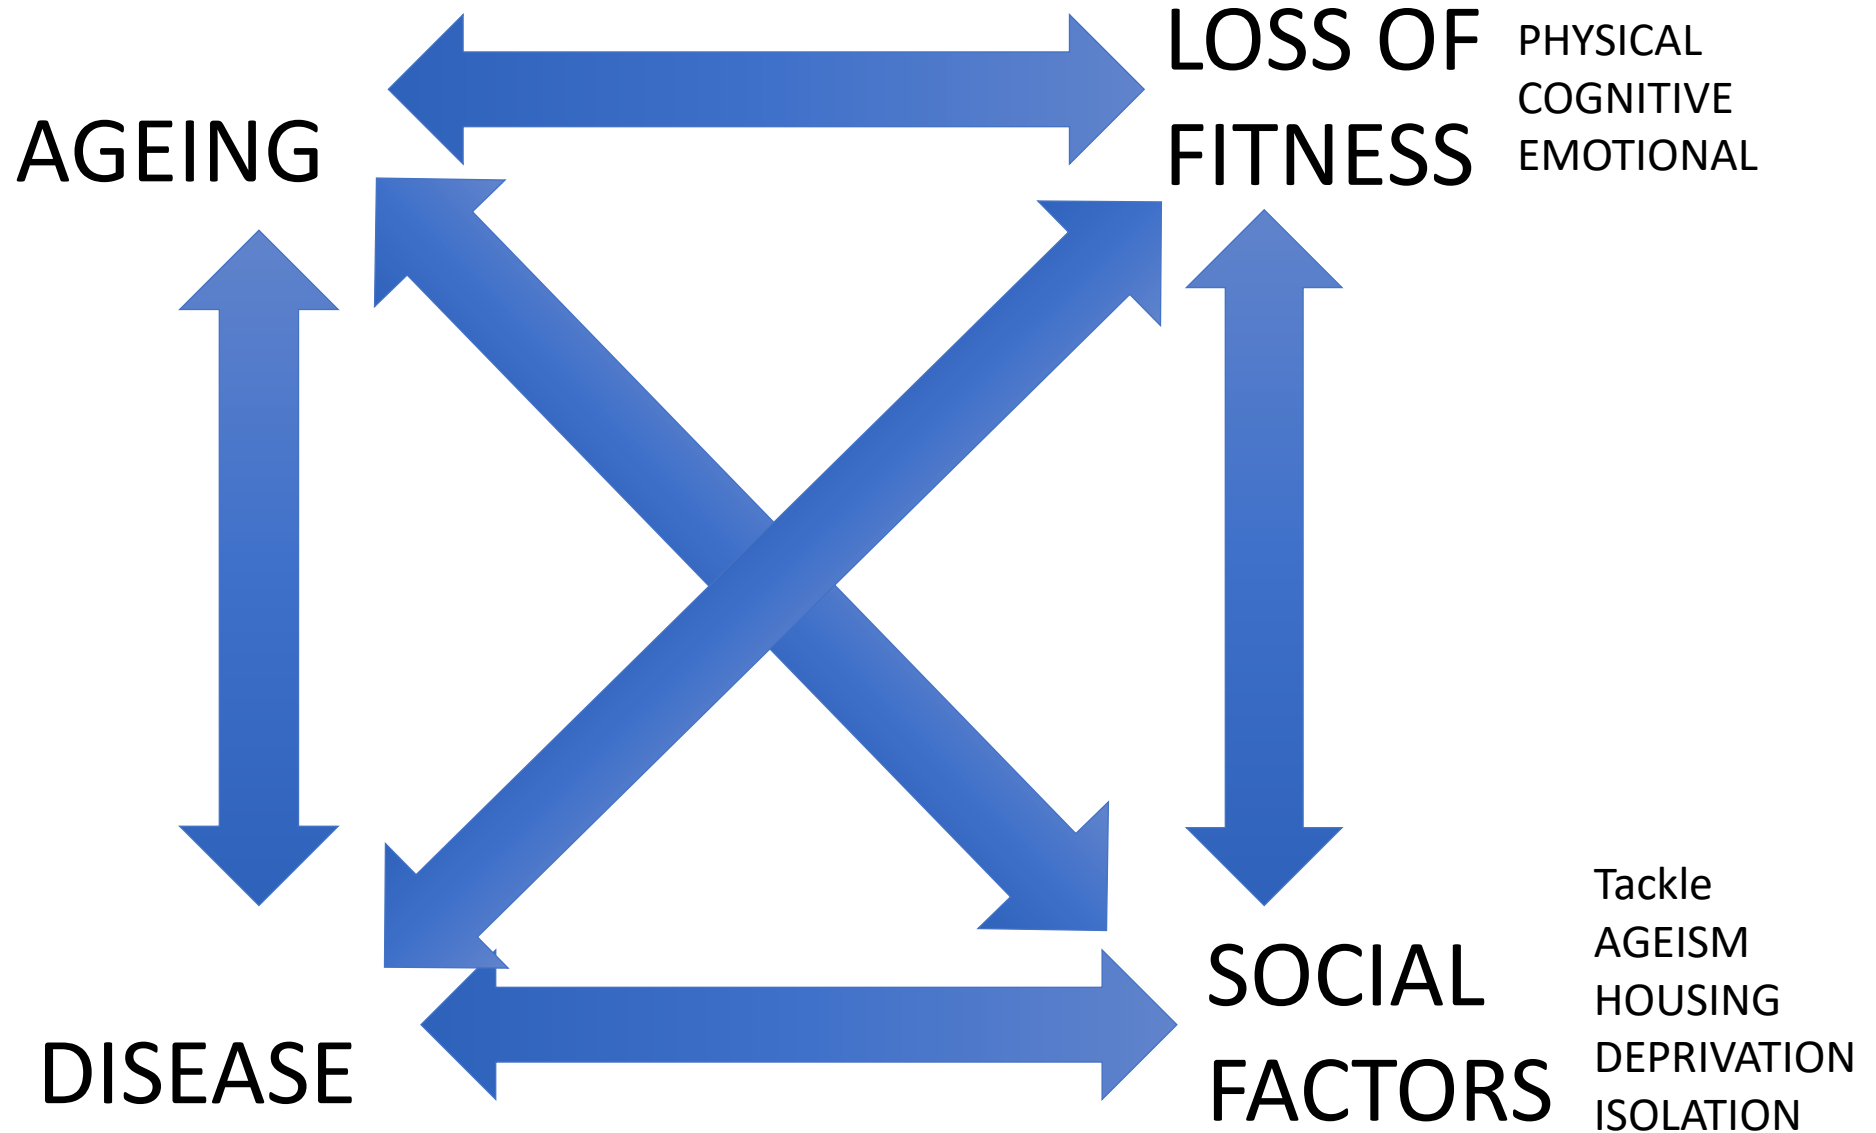 AGEING
LOSS OF
FITNESS
PHYSICAL
COGNITIVE
EMOTIONAL
DISEASE
SOCIAL
FACTORS
Tackle
AGEISM
HOUSING
DEPRIVATION
ISOLATION